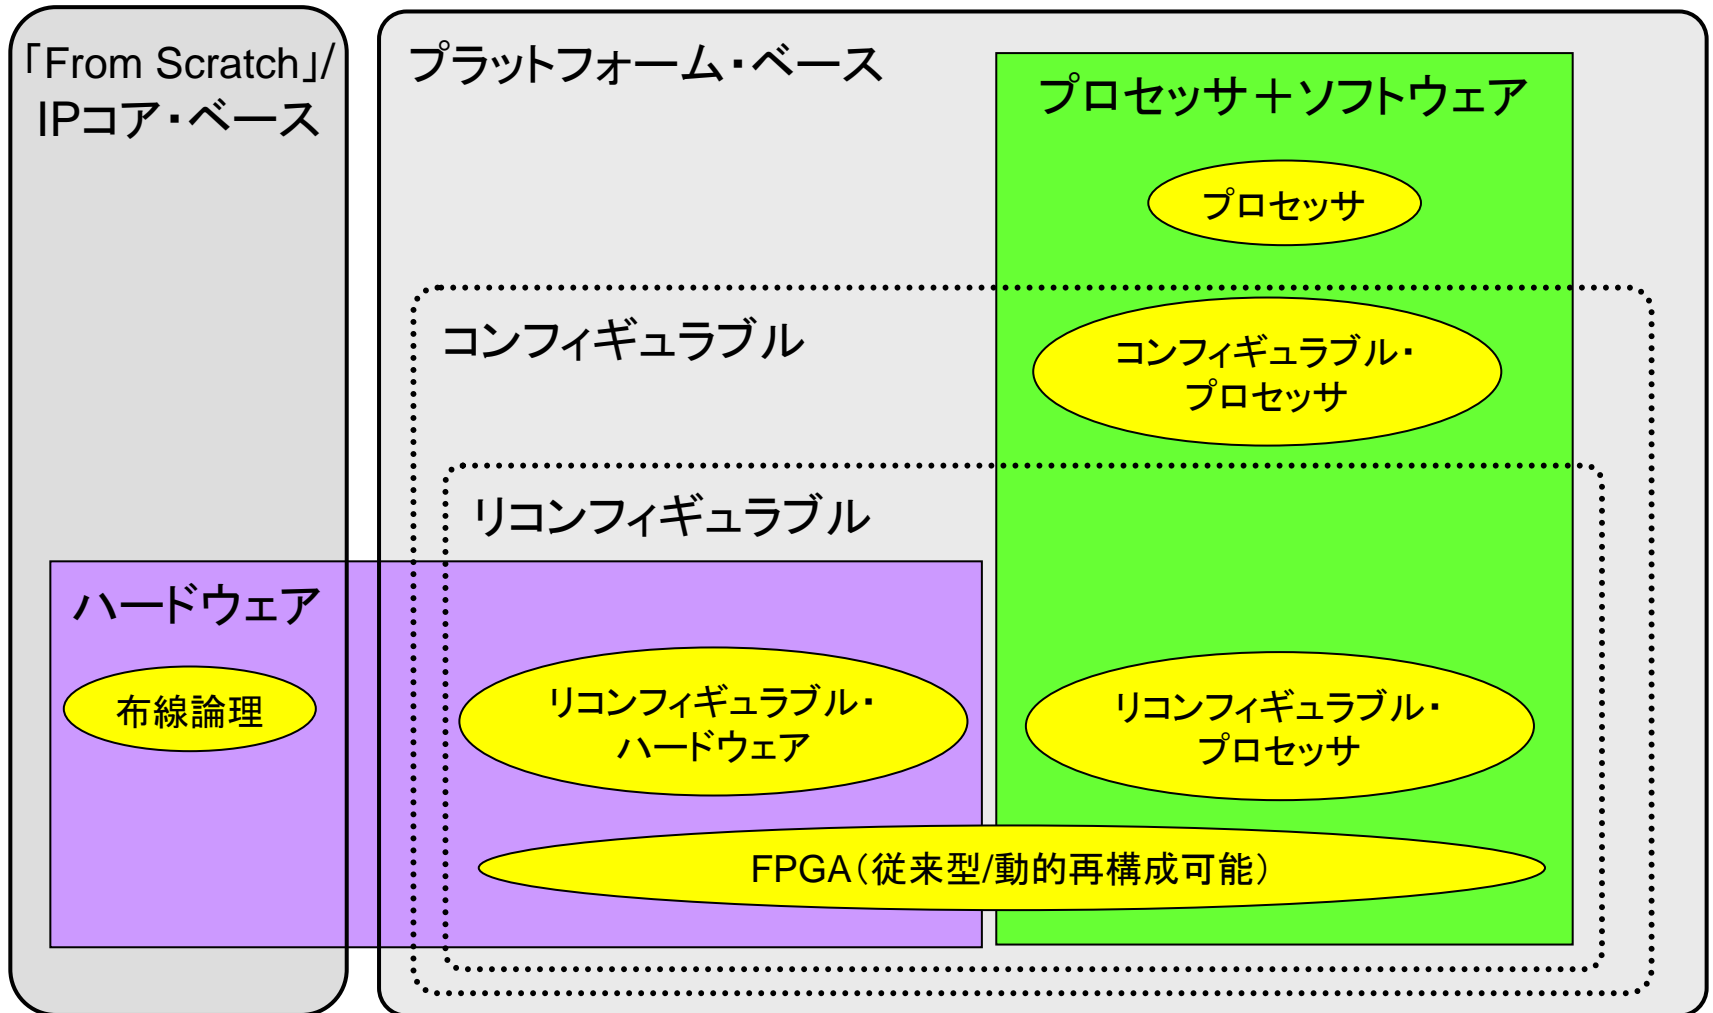 「From Scratch」/
IPコア・ベース
プラットフォーム・ベース
プロセッサ＋ソフトウェア
プロセッサ
コンフィギュラブル
コンフィギュラブル・
プロセッサ
リコンフィギュラブル
ハードウェア
布線論理
リコンフィギュラブル・
ハードウェア
リコンフィギュラブル・
プロセッサ
FPGA（従来型/動的再構成可能）